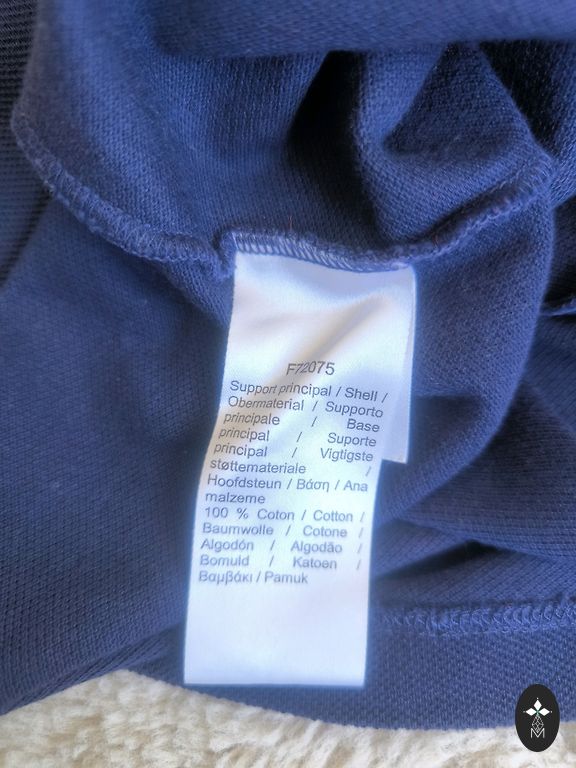 F72075
Support principal / Shell /
Obermaterial / Supporto
principale / Base
principal / Suporte
principal / Vigtigste
støttemateriale /
Hoofdsteun / Βάση / Ana
malzeme
100 % Coton / Cotton /
Baumwolle / Cotone /
Algodón / Algodão /
Bomuld / Katoen /
Βαμβάκι / Pamuk